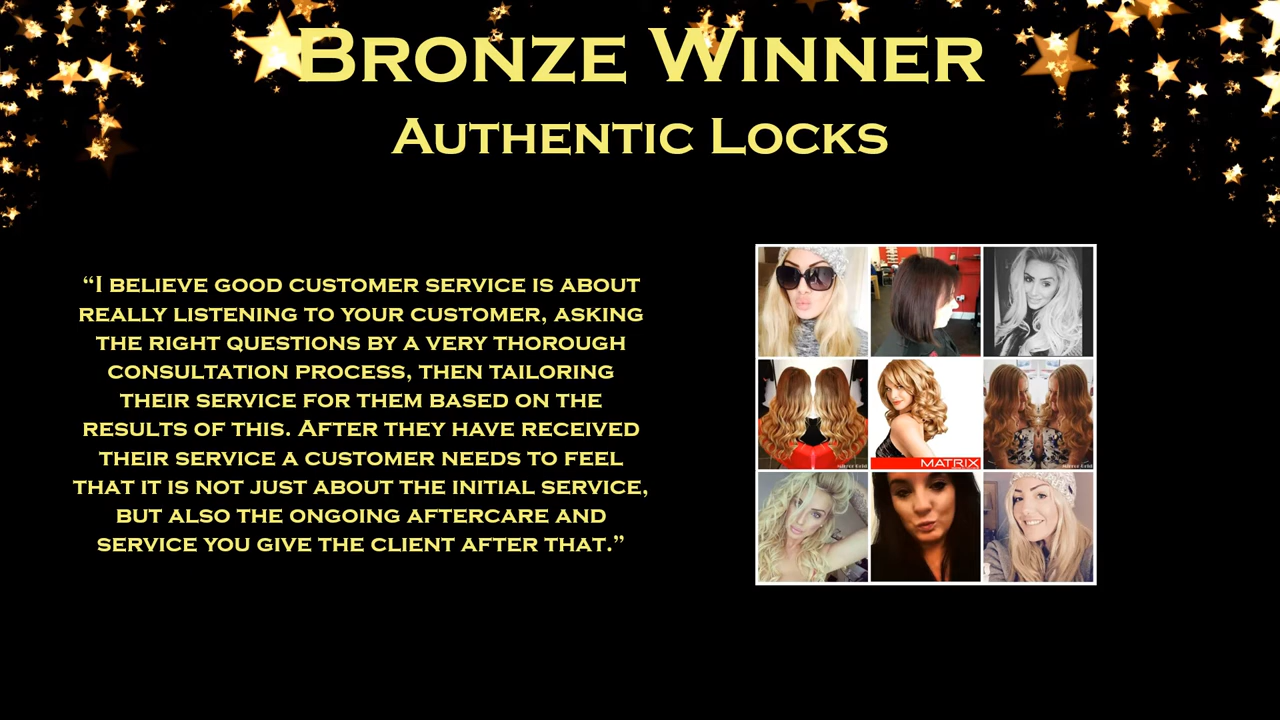 Bronze Winner
Authentic Locks
“I believe good customer service is about
really listening to your customer, asking
the right questions by a very thorough
consultation process, then tailoring
their service for them based on the
results of this. After they have received
their service a customer needs to feel
that it is not just about the initial service,
but also the ongoing aftercare and
service you give the client after that.”
MATRIX